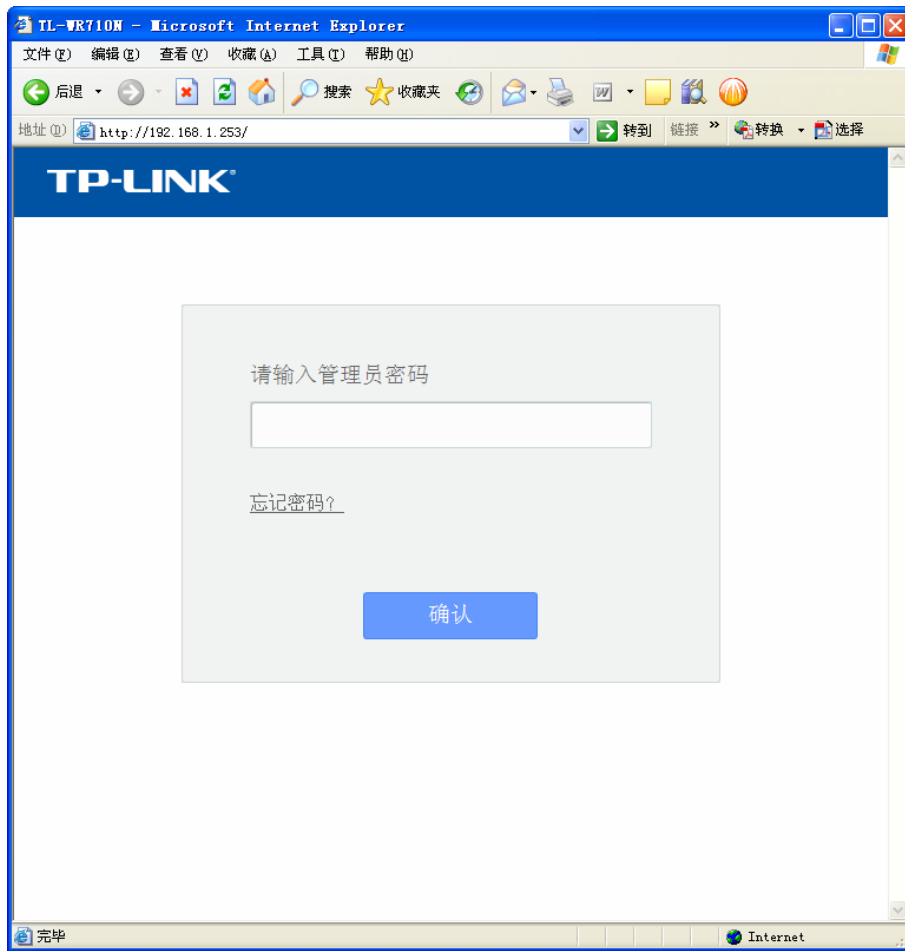 TL-WR710N - Microsoft Internet Explorer
文件(F) 编辑(E) 查看(V) 收藏(A) 工具(T) 帮助(H)
后退 搜索 收藏夹 W
地址(D) http://192.168.1.253/ 转到 链接 » 转换 选择
TP-LINK®
请输入管理员密码
忘记密码?
确认
完毕 Internet